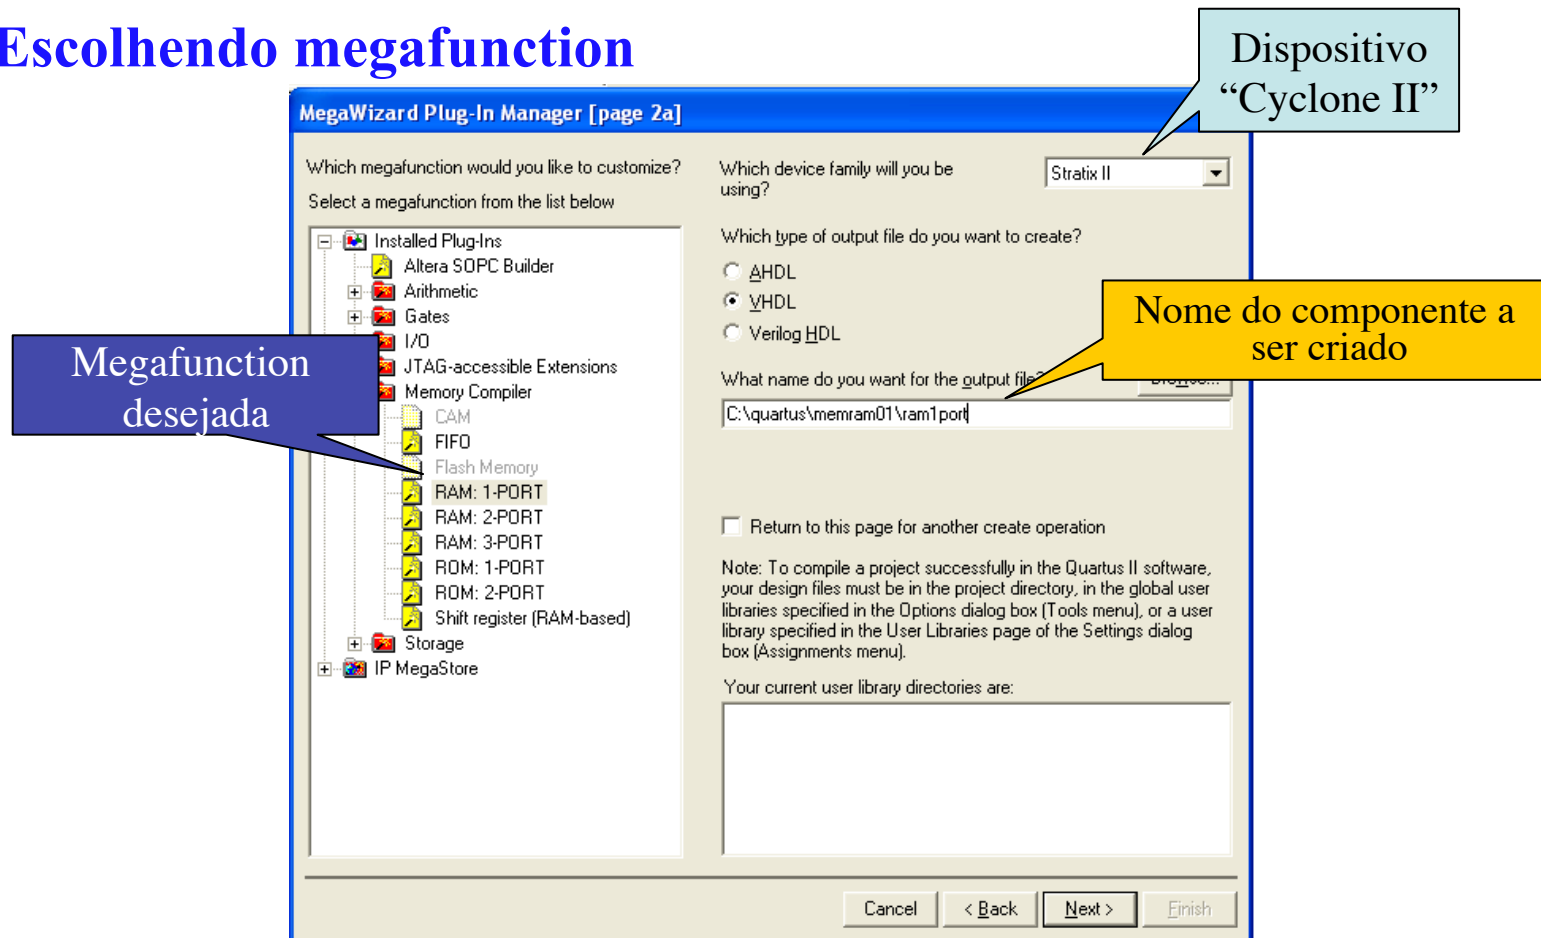 Escolhendo megafunction
Dispositivo
“Cyclone II”
MegaWizard Plug-In Manager [page 2a]
Which megafunction would you like to customize?
Select a megafunction from the list below
Installed Plug-Ins
Altera SOPC Builder
Arithmetic
Gates
I/O
JTAG-accessible Extensions
Memory Compiler
CAM
FIFO
Flash Memory
RAM: 1-PORT
RAM: 2-PORT
RAM: 3-PORT
ROM: 1-PORT
ROM: 2-PORT
Shift register (RAM-based)
Storage
IP MegaStore
Megafunction
desejada
Which device family will you be
using?
Stratix II
Which type of output file do you want to create?
AHDL
VHDL
Verilog HDL
Nome do componente a
ser criado
What name do you want for the output file?
C:\quartus\memram01\ram1port
Return to this page for another create operation
Note: To compile a project successfully in the Quartus II software,
your design files must be in the project directory, in the global user
libraries specified in the Options dialog box (Tools menu), or a user
library specified in the User Libraries page of the Settings dialog
box (Assignments menu).
Your current user library directories are:
Cancel
< Back
Next >
Finish